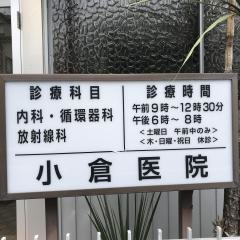 診療科目
内科・循環器科
放射線科
診療時間
午前9時～12時30分
午後6時～8時
＜土曜日 午前中のみ＞
＜木・日曜・祝日 休診＞
小倉医院